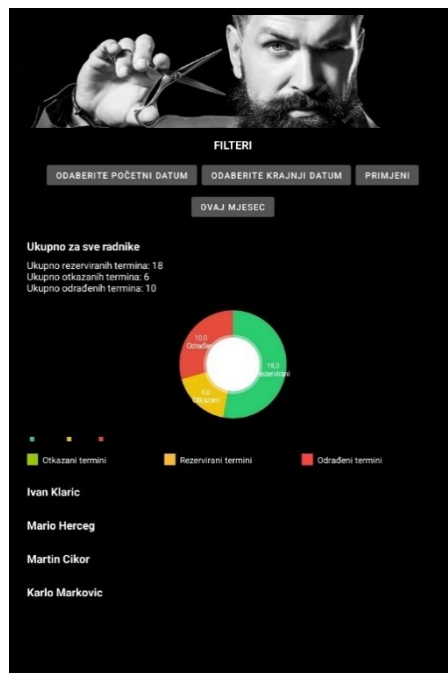 FILTERI
ODABERITE POČETNI DATUM ODABERITE KRAJNJI DATUM PRIMJENI
OVAJ MJESEC
Ukupno za sve radnike
Ukupno rezerviranih termina: 18
Ukupno otkazanih termina: 6
Ukupno odrađenih termina: 10
10,0
Odrađeni
18,0
Rezervirani
6,0
Otkazani
Otkazani termini Rezervirani termini Odrađeni termini
Ivan Klaric
Mario Herceg
Martin Cikor
Karlo Markovic